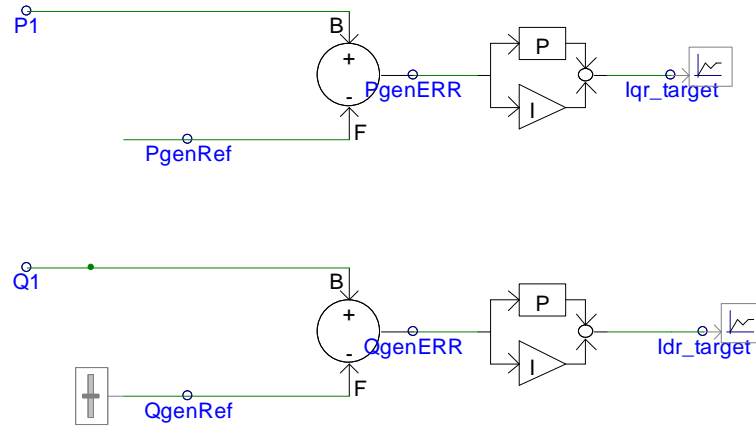 P1
B
+
P
-
PgenERR
I
Iqr_target
F
PgenRef
Q1
B
+
P
-
QgenERR
I
Idr_target
F
QgenRef